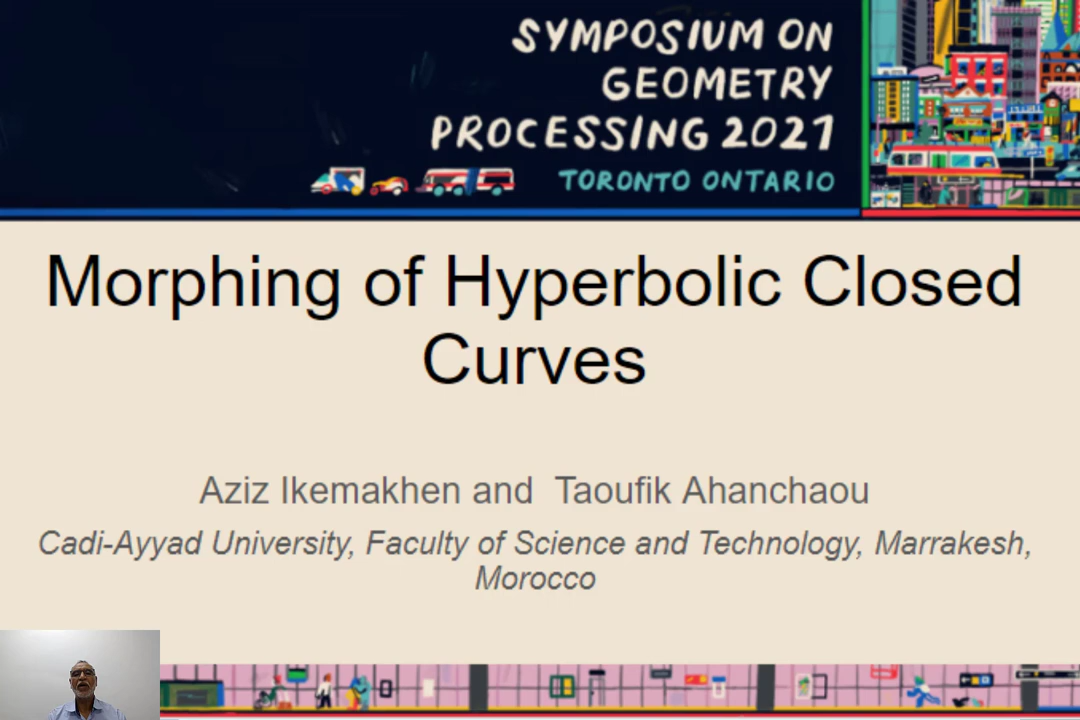 SYMPOSIUM ON
GEOMETRY
PROCESSING 2021
TORONTO ONTARIO
Morphing of Hyperbolic Closed
Curves
Aziz Ikemakhen and Taoufik Ahanchaou
Cadi-Ayyad University, Faculty of Science and Technology, Marrakesh,
Morocco